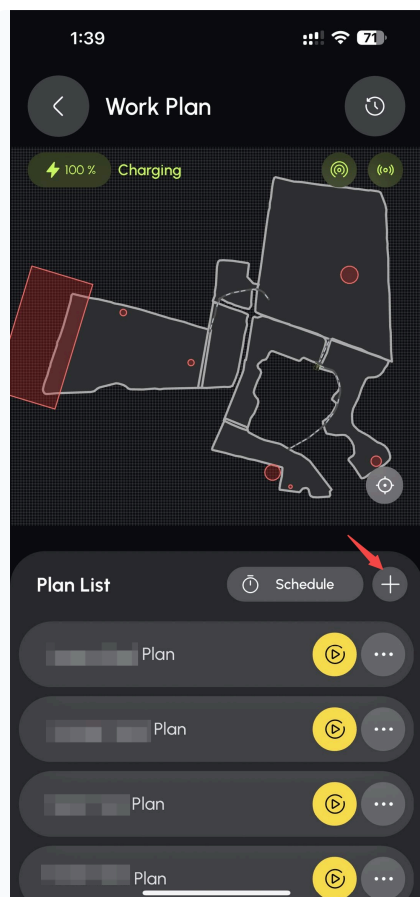 1:39
71
Work Plan
100 %
Charging
Plan List
Schedule
Plan
Plan
Plan
Plan